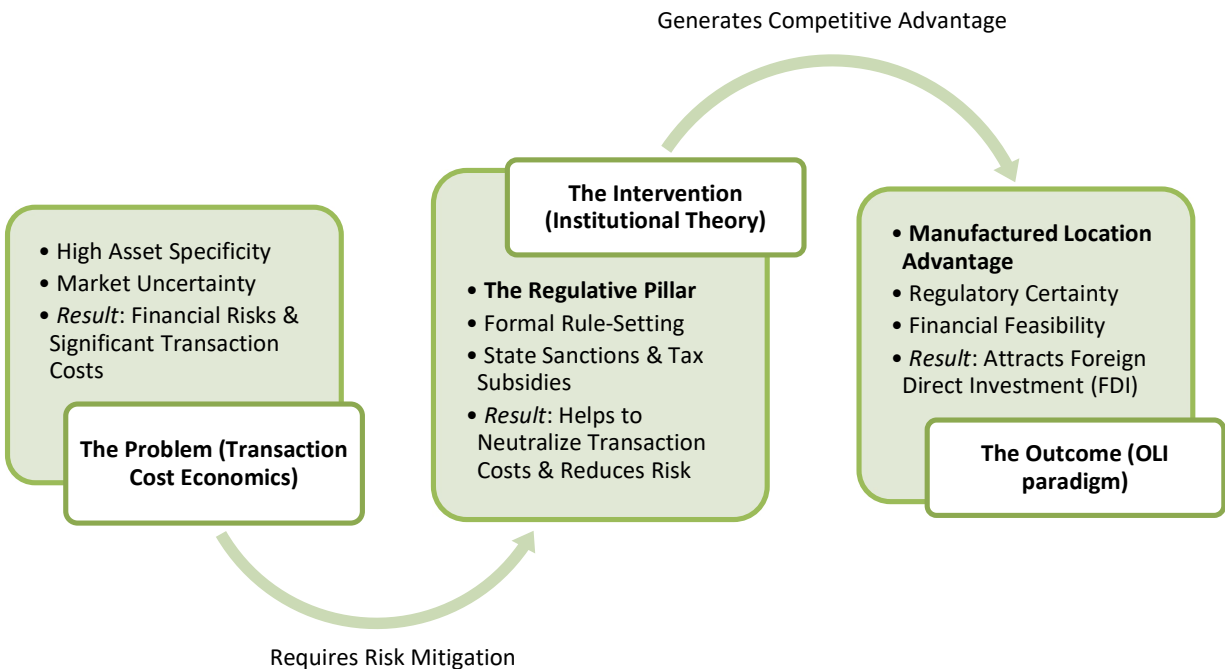 Generates Competitive Advantage
• High Asset Specificity
• Market Uncertainty
• Result: Financial Risks &
Significant Transaction
Costs
The Problem (Transaction
Cost Economics)
Requires Risk Mitigation
The Intervention
(Institutional Theory)
• The Regulative Pillar
• Formal Rule-Setting
• State Sanctions & Tax
Subsidies
• Result: Helps to
Neutralize Transaction
Costs & Reduces Risk
• Manufactured Location
Advantage
• Regulatory Certainty
• Financial Feasibility
• Result: Attracts Foreign
Direct Investment (FDI)
The Outcome (OLI
paradigm)